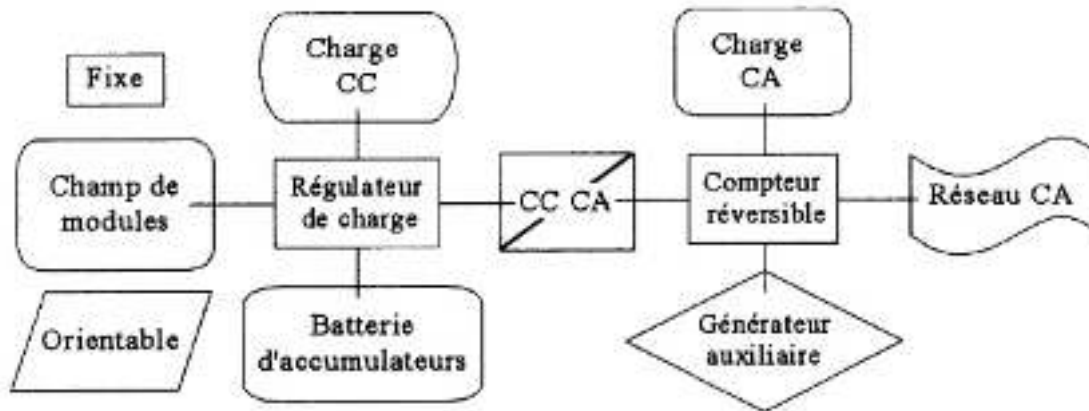 Fixe
Charge
CC
Charge
CA
Champ de
modules
Régulateur
de charge
CC CA
Compteur
réversible
Réseau CA
Orientable
Batterie
d'accumulateurs
Générateur
auxiliaire